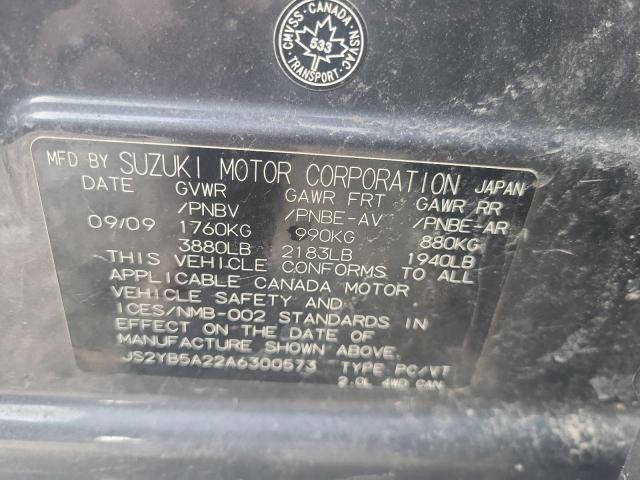 CMVSS-CANADA-NSVAC
533
TRANSPORT
MFD BY SUZUKI MOTOR CORPORATION JAPAN
DATE GVWR GAWR FRT GAWR RR
/PNBV /PNBE-AV /PNBE-AR
09/09 1760KG 990KG 880KG
3880LB 2183LB 1940LB
THIS VEHICLE CONFORMS TO ALL
APPLICABLE CANADA MOTOR
VEHICLE SAFETY AND
ICES/NMB-002 STANDARDS IN
EFFECT ON THE DATE OF
MANUFACTURE SHOWN ABOVE.
JS2YB5A22A6300573 TYPE PC/VT
2.0L 4WD CAN